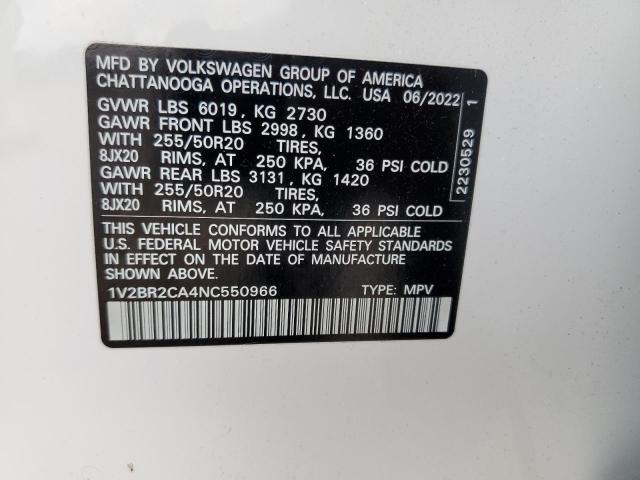 MFD BY VOLKSWAGEN GROUP OF AMERICA
CHATTANOOGA OPERATIONS, LLC. USA 06/2022
GVWR LBS 6019, KG 2730
GAWR FRONT LBS 2998, KG 1360
WITH 255/50R20 TIRES,
8JX20 RIMS, AT 250 KPA, 36 PSI COLD
GAWR REAR LBS 3131, KG 1420
WITH 255/50R20 TIRES,
8JX20 RIMS, AT 250 KPA, 36 PSI COLD
2230529 1
THIS VEHICLE CONFORMS TO ALL APPLICABLE
U.S. FEDERAL MOTOR VEHICLE SAFETY STANDARDS
IN EFFECT ON THE DATE OF MANUFACTURE
SHOWN ABOVE
1V2BR2CA4NC550966 TYPE: MPV